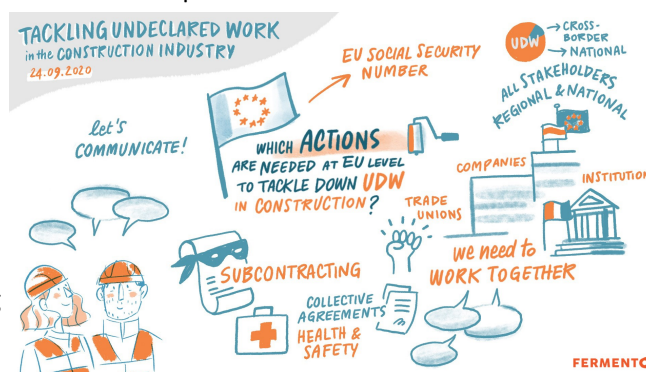 TACKLING UNDECLARED WORK
in the CONSTRUCTION INDUSTRY
24.09.2020
let's
COMMUNICATE!
EU SOCIAL SECURITY
NUMBER
WHICH ACTIONS
ARE NEEDED AT EU LEVEL
TO TACKLE DOWN UDW
IN CONSTRUCTION?
UDW
CROSS-
BORDER
NATIONAL
ALL STAKEHOLDERS
REGIONAL & NATIONAL
COMPANIES
INSTITUTION
TRADE
UNIONS
we need to
WORK TOGETHER
SUBCONTRACTING
COLLECTIVE
AGREEMENTS
HEALTH &
SAFETY
FERMENTO